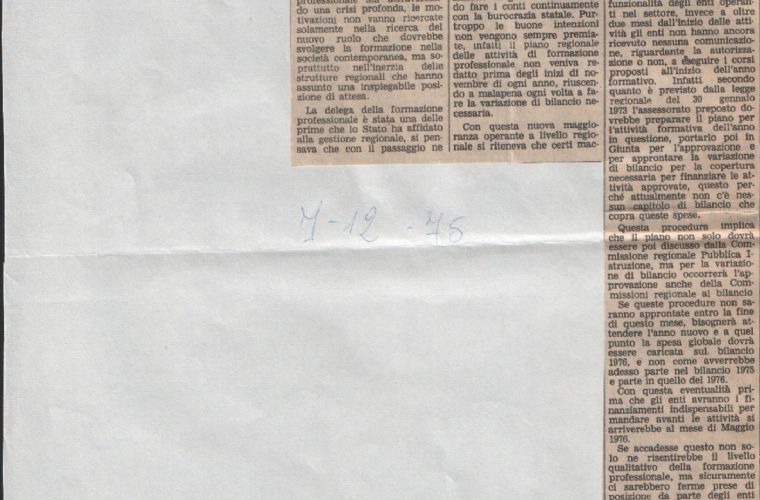 do una crisi profonda, le mo-
tivazioni non vanno ricercate
solamente nella ricerca del
nuovo ruolo che dovrebbe
svolgere la formazione nella
società contemporanea, ma so-
prattutto nell'inerzia delle
strutture regionali che hanno
assunto una inspiegabile posi-
zione di attesa.
La delega della formazione
professionale è stata una delle
prime che lo Stato ha affidato
alla gestione regionale, si pen-
sava che con il passaggio ne
do fare i conti continuamente
con la burocrazia statale. Pur-
troppo le buone intenzioni
non vengono sempre premia-
te, infatti il piano regionale
delle attività di formazione
professionale non veniva re-
datto prima degli inizi di no-
vembre di ogni anno, riuscen-
do a malapena ogni volta a fa-
re la variazione di bilancio ne-
cessaria.
Con questa nuova maggio-
ranza operante a livello regio-
nale si riteneva che certi mac-
funzionalità degli enti operan-
ti nel settore, invece a oltre
due mesi dall'inizio delle atti-
vità gli enti non hanno ancora
ricevuto nessuna comunicazio-
ne, riguardante la autorizza-
zione o non, a eseguire i corsi
proposti all'inizio dell'anno
formativo. Infatti secondo
quanto è previsto dalla legge
regionale del 30 gennaio
1973 l'assessorato preposto do-
vrebbe preparare il piano per
l'attività formativa dell'anno
in questione, portarlo poi in
Giunta per l'approvazione e
per approntare la variazione
di bilancio per la copertura
necessaria per finanziare le at-
tività approvate, questo per-
ché attualmente non c'è nes-
sun capitolo di bilancio che
copra queste spese.
Questa procedura implica
che il piano non solo dovrà
essere poi discusso dalla Com-
missione regionale Pubblica I-
struzione, ma per la variazio-
ne di bilancio occorrerà l'ap-
provazione anche della Com-
missioni regionale al bilancio
Se queste procedure non sa-
ranno approntate entro la fine
di questo mese, bisognerà at-
tendere l'anno nuovo e a quel
punto la spesa globale dovrà
essere caricata sul bilancio
1976, e non come avverrebbe
adesso parte nel bilancio 1975
e parte in quello del 1976.
Con questa eventualità pri-
ma che gli enti avranno i fi-
nanziamenti indispensabili per
mandare avanti le attività si
arriverebbe al mese di Maggio
1976.
Se accadesse questo non so-
lo ne risentirebbe il livello
qualitativo della formazione
professionale, ma sicuramente
ci sarebbero ferme prese di
posizione da parte degli enti
7-12-75